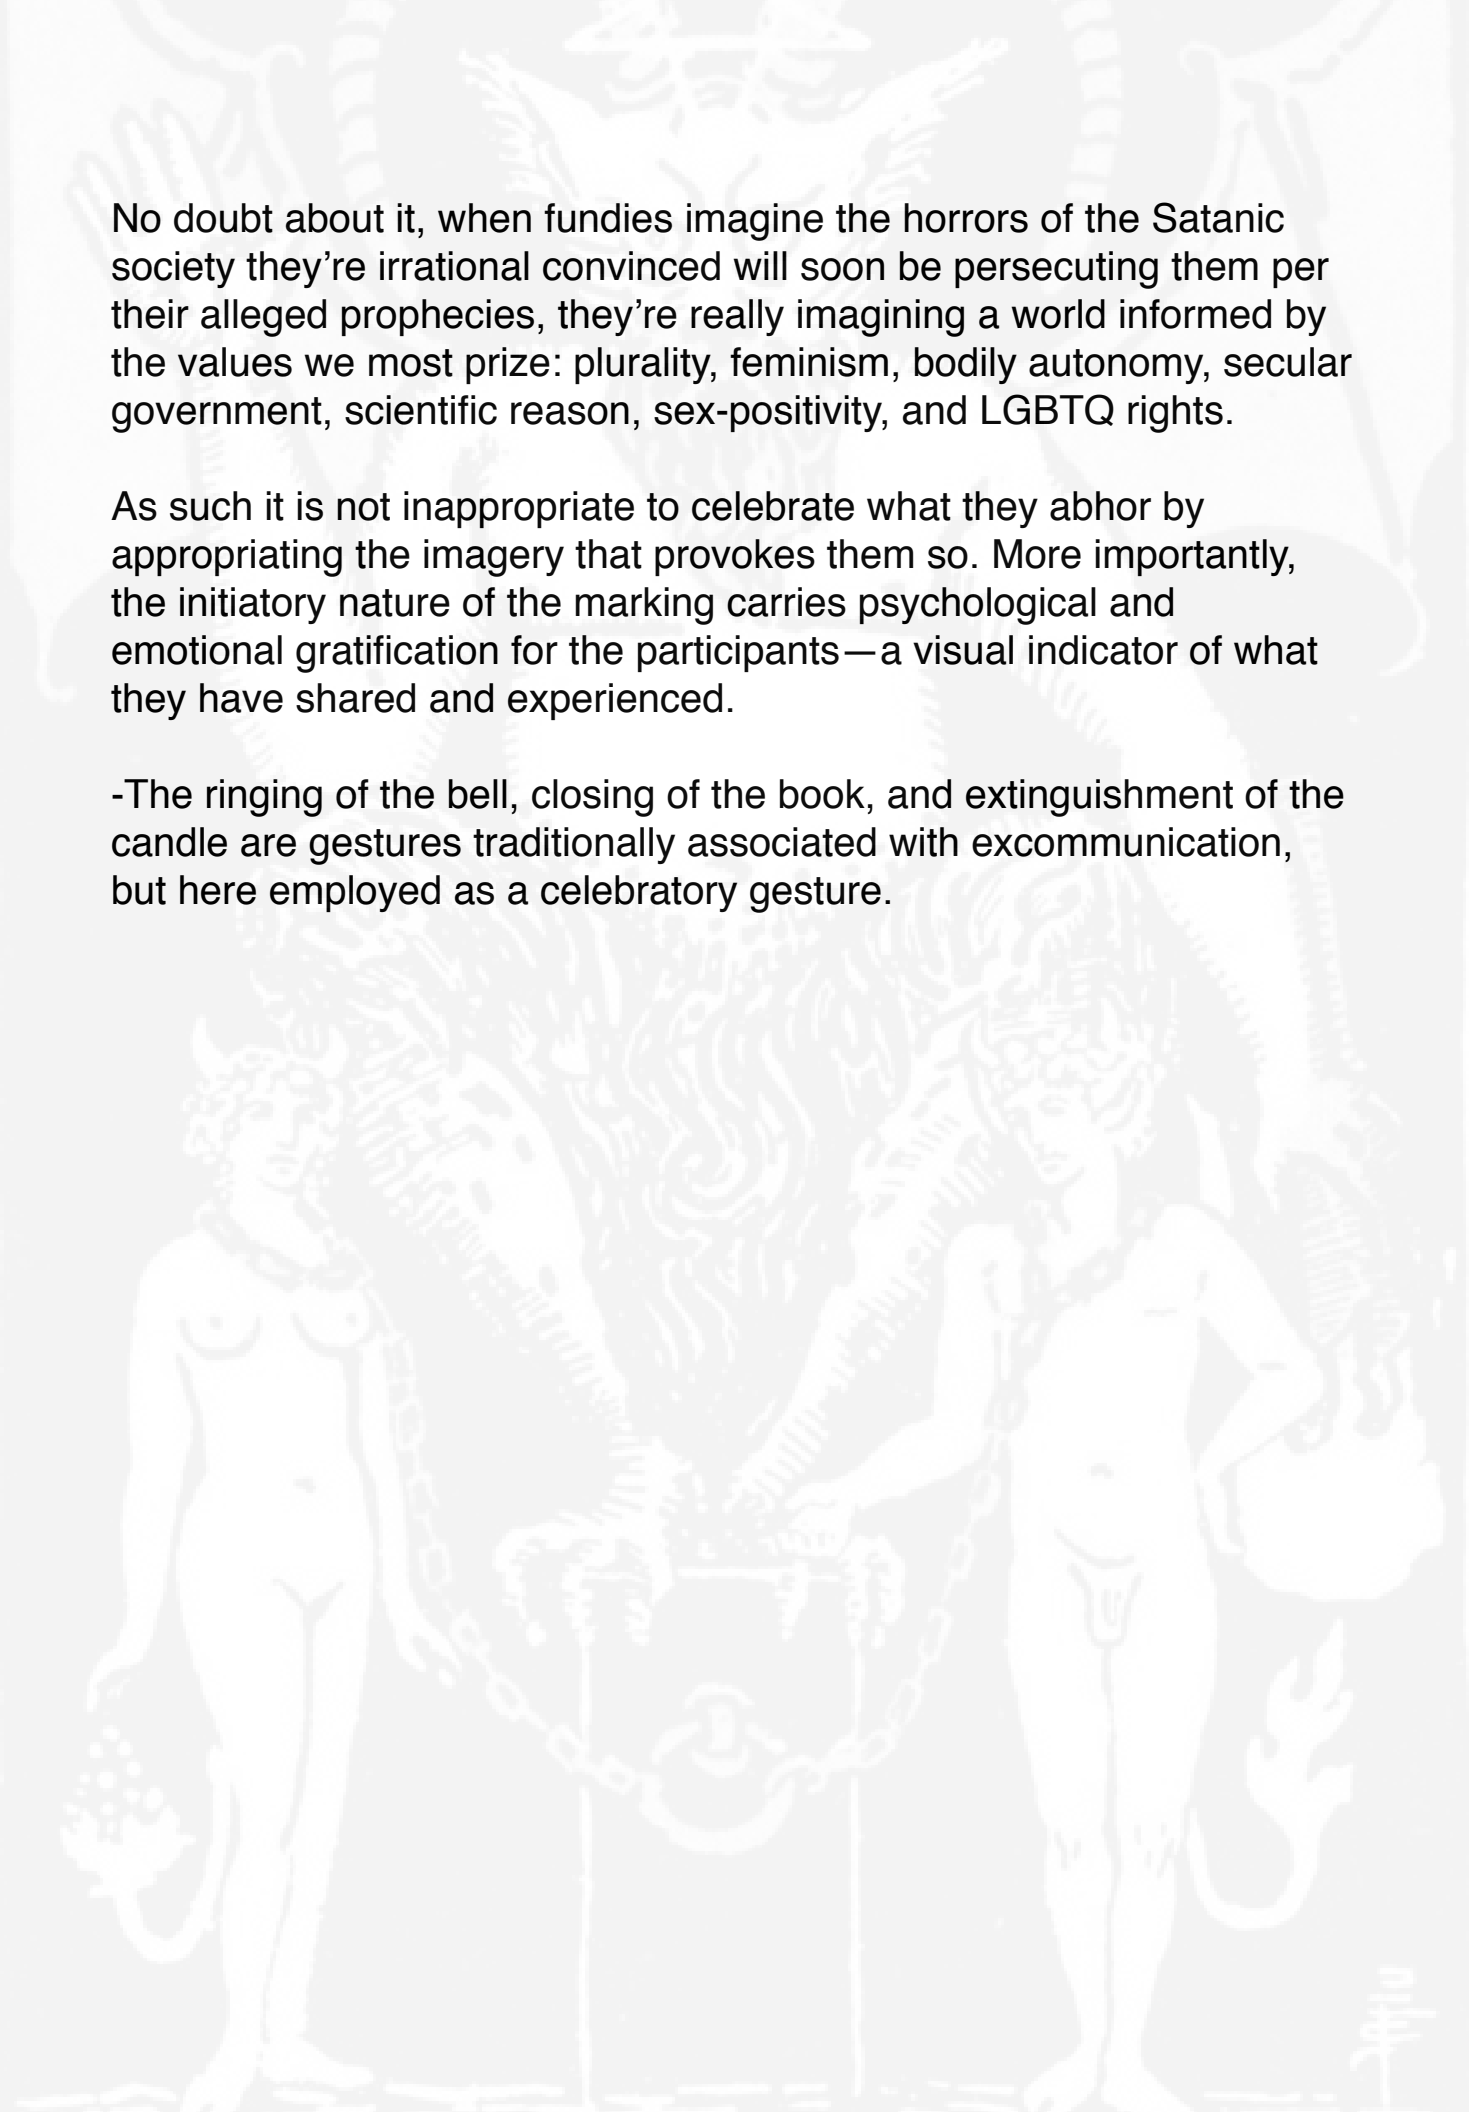 No doubt about it, when fundies imagine the horrors of the Satanic
society they’re irrational convinced will soon be persecuting them per
their alleged prophecies, they’re really imagining a world informed by
the values we most prize: plurality, feminism, bodily autonomy, secular
government, scientific reason, sex-positivity, and LGBTQ rights.

As such it is not inappropriate to celebrate what they abhor by
appropriating the imagery that provokes them so. More importantly,
the initiatory nature of the marking carries psychological and
emotional gratification for the participants—a visual indicator of what
they have shared and experienced.

-The ringing of the bell, closing of the book, and extinguishment of the
candle are gestures traditionally associated with excommunication,
but here employed as a celebratory gesture.